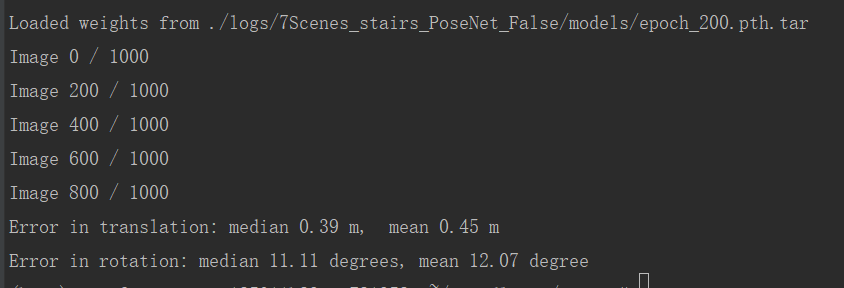 Loaded weights from ./logs/7Scenes_stairs_PoseNet_False/models/epoch_200.pth.tar
Image 0 / 1000
Image 200 / 1000
Image 400 / 1000
Image 600 / 1000
Image 800 / 1000
Error in translation: median 0.39 m,  mean 0.45 m
Error in rotation: median 11.11 degrees, mean 12.07 degree